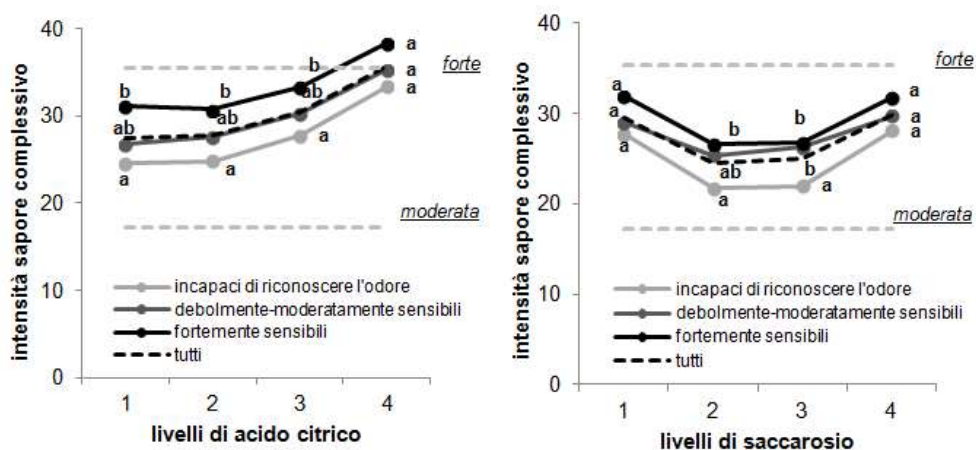 40
30
20
10
0
intensità sapore complessivo
b
b
b
a
forte
ab
ab
ab
a
a
a
a
a
moderata
incapaci di riconoscere l'odore
debolmente-moderatamente sensibili
fortemente sensibili
tutti
1 2 3 4
livelli di acido citrico
40
30
20
10
0
intensità sapore complessivo
forte
a
b
b
a
a
a
a
ab
b
a
a
a
moderata
incapaci di riconoscere l'odore
debolmente-moderatamente sensibili
fortemente sensibili
tutti
1 2 3 4
livelli di saccarosio